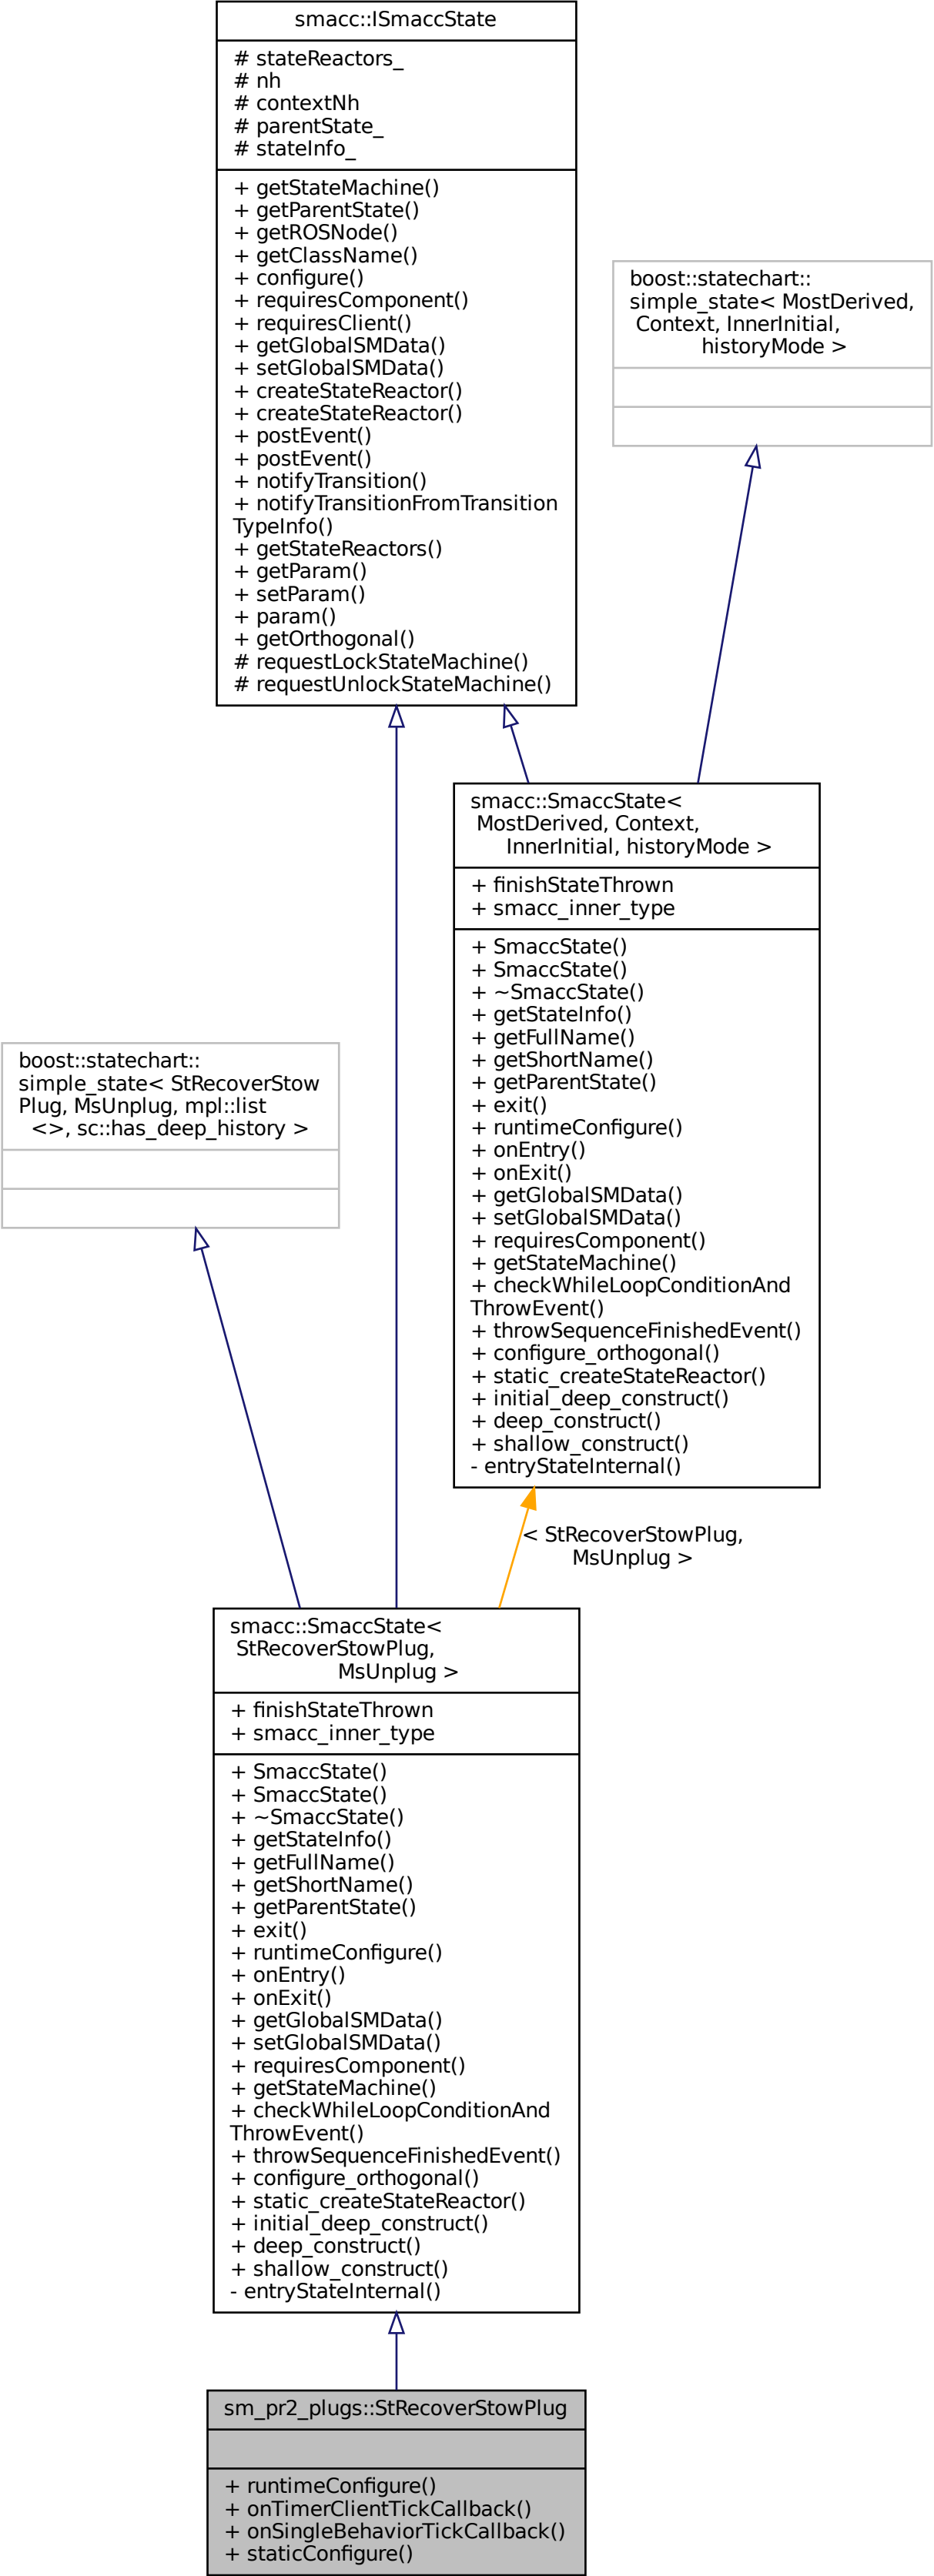 smacc::ISmaccState
# stateReactors_
# nh
# contextNh
# parentState_
# stateInfo_
+ getStateMachine()
+ getParentState()
+ getROSNode()
+ getClassName()
+ configure()
+ requiresComponent()
+ requiresClient()
+ getGlobalSMData()
+ setGlobalSMData()
+ createStateReactor()
+ createStateReactor()
+ postEvent()
+ postEvent()
+ notifyTransition()
+ notifyTransitionFromTransition
TypeInfo()
+ getStateReactors()
+ getParam()
+ setParam()
+ param()
+ getOrthogonal()
# requestLockStateMachine()
# requestUnlockStateMachine()
boost::statechart::
simple_state< MostDerived,
Context, InnerInitial,
historyMode >
smacc::SmaccState<
MostDerived, Context,
InnerInitial, historyMode >
+ finishStateThrown
+ smacc_inner_type
+ SmaccState()
+ SmaccState()
+ ~SmaccState()
+ getStateInfo()
+ getFullName()
+ getShortName()
+ getParentState()
+ exit()
+ runtimeConfigure()
+ onEntry()
+ onExit()
+ getGlobalSMData()
+ setGlobalSMData()
+ requiresComponent()
+ getStateMachine()
+ checkWhileLoopConditionAnd
ThrowEvent()
+ throwSequenceFinishedEvent()
+ configure_orthogonal()
+ static_createStateReactor()
+ initial_deep_construct()
+ deep_construct()
+ shallow_construct()
- entryStateInternal()
boost::statechart::
simple_state< StRecoverStow
Plug, MsUnplug, mpl::list
<>, sc::has_deep_history >
< StRecoverStowPlug,
MsUnplug >
smacc::SmaccState<
StRecoverStowPlug,
MsUnplug >
+ finishStateThrown
+ smacc_inner_type
+ SmaccState()
+ SmaccState()
+ ~SmaccState()
+ getStateInfo()
+ getFullName()
+ getShortName()
+ getParentState()
+ exit()
+ runtimeConfigure()
+ onEntry()
+ onExit()
+ getGlobalSMData()
+ setGlobalSMData()
+ requiresComponent()
+ getStateMachine()
+ checkWhileLoopConditionAnd
ThrowEvent()
+ throwSequenceFinishedEvent()
+ configure_orthogonal()
+ static_createStateReactor()
+ initial_deep_construct()
+ deep_construct()
+ shallow_construct()
- entryStateInternal()
sm_pr2_plugs::StRecoverStowPlug
+ runtimeConfigure()
+ onTimerClientTickCallback()
+ onSingleBehaviorTickCallback()
+ staticConfigure()